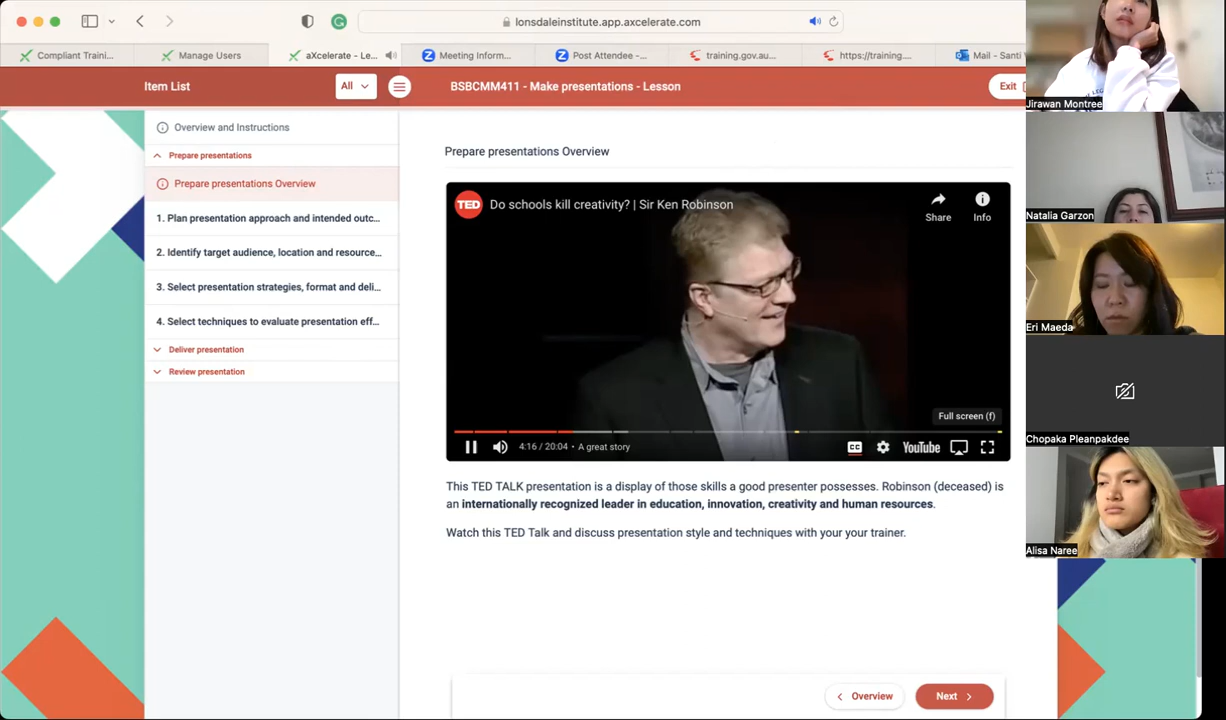 lonsdaleinstitute.app.axcelerate.com
Compliant Traini...
Manage Users
aXcelerate - Le...
Meeting Inform...
Post Attendee -...
training.gov.au...
https://training....
Mail - Santi
Item List
All
BSBCMM411 - Make presentations - Lesson
Exit
Overview and Instructions
Prepare presentations
Prepare presentations Overview
1. Plan presentation approach and intended outc...
2. Identify target audience, location and resource...
3. Select presentation strategies, format and deli...
4. Select techniques to evaluate presentation eff...
Deliver presentation
Review presentation
Prepare presentations Overview
TED
Do schools kill creativity? | Sir Ken Robinson
Share
Info
Full screen (f)
4:16 / 20:04 • A great story
CC
YouTube
This TED TALK presentation is a display of those skills a good presenter possesses. Robinson (deceased) is
an internationally recognized leader in education, innovation, creativity and human resources.
Watch this TED Talk and discuss presentation style and techniques with your your trainer.
Overview
Next
Jirawan Montree
Natalia Garzon
Eri Maeda
Chopaka Pleanpakdee
Alisa Naree